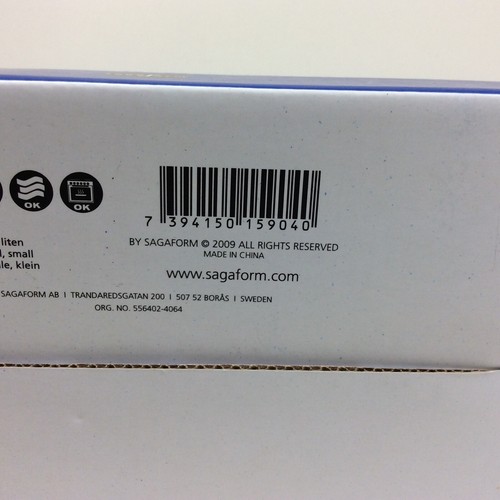 OK
OK
7 394150 159040
liten
, small
le, klein
BY SAGAFORM © 2009 ALL RIGHTS RESERVED
MADE IN CHINA
www.sagaform.com
SAGAFORM AB | TRANDAREDSGATAN 200 | 507 52 BORÅS | SWEDEN
ORG. NO. 556402-4064